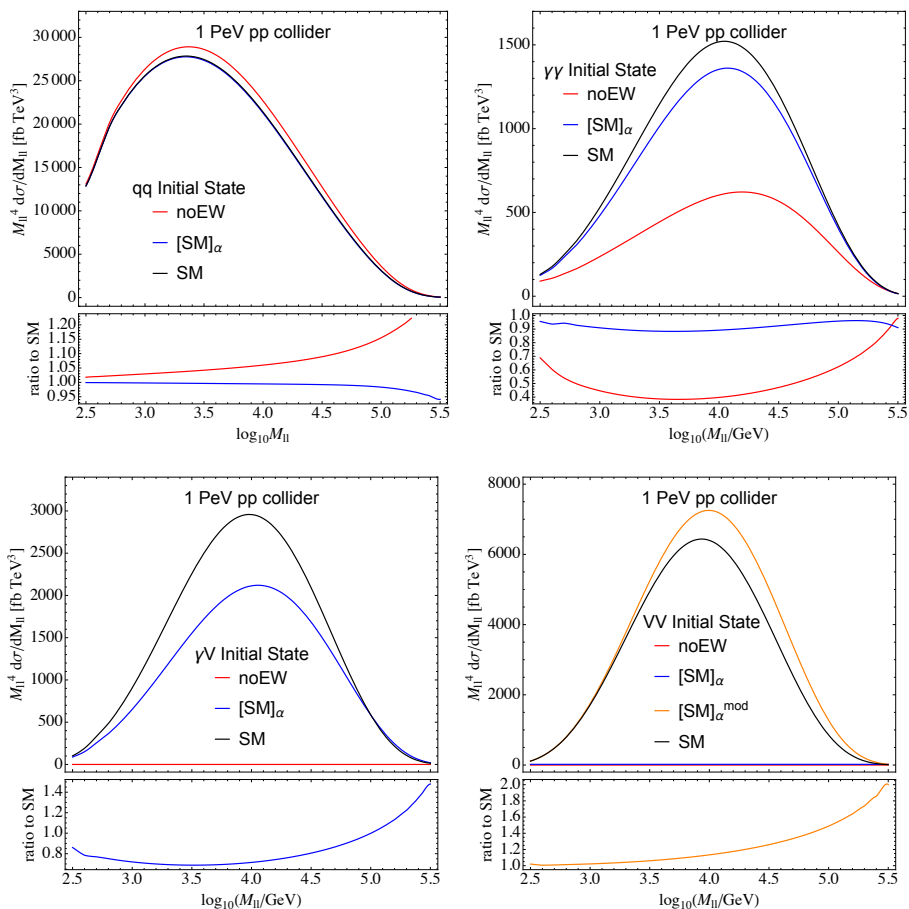 1 PeV pp collider
M_ll^4 dσ/dM_ll [fb TeV^3]
30 000
25 000
20 000
15 000
10 000
5000
0
qq Initial State
noEW
[SM]_α
SM
ratio to SM
1.20
1.15
1.10
1.05
1.00
0.95
2.5 3.0 3.5 4.0 4.5 5.0 5.5
log_10 M_ll
1 PeV pp collider
M_ll^4 dσ/dM_ll [fb TeV^3]
1500
1000
500
0
γγ Initial State
noEW
[SM]_α
SM
ratio to SM
1.0
0.9
0.8
0.7
0.6
0.5
0.4
2.5 3.0 3.5 4.0 4.5 5.0 5.5
log_10(M_ll/GeV)
1 PeV pp collider
M_ll^4 dσ/dM_ll [fb TeV^3]
3000
2500
2000
1500
1000
500
0
γV Initial State
noEW
[SM]_α
SM
ratio to SM
1.4
1.2
1.0
0.8
2.5 3.0 3.5 4.0 4.5 5.0 5.5
log_10(M_ll/GeV)
1 PeV pp collider
M_ll^4 dσ/dM_ll [fb TeV^3]
8000
6000
4000
2000
0
VV Initial State
noEW
[SM]_α
[SM]_α^mod
SM
ratio to SM
2.0
1.8
1.6
1.4
1.2
1.0
2.5 3.0 3.5 4.0 4.5 5.0 5.5
log_10(M_ll/GeV)